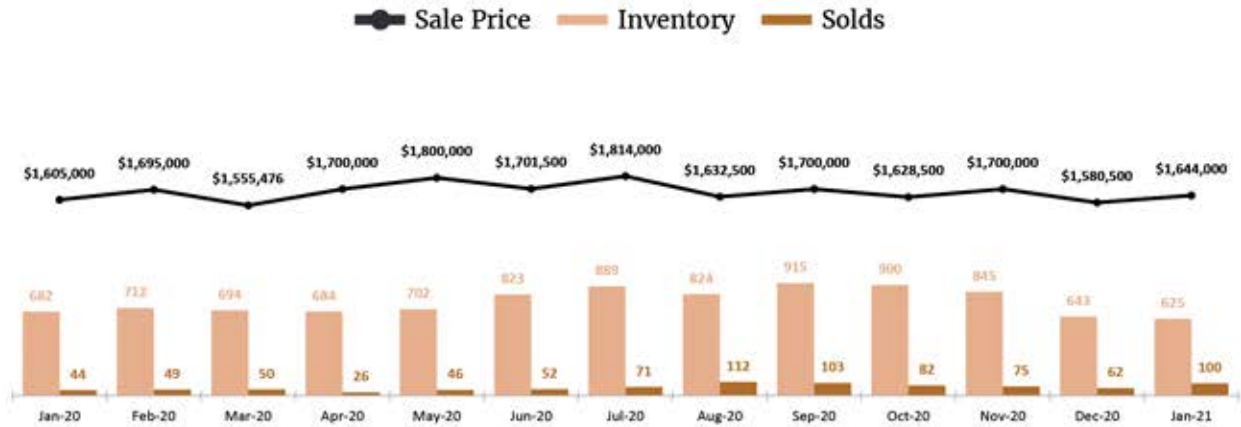 Sale Price Inventory Solds
$1,605,000 $1,695,000 $1,555,476 $1,700,000 $1,800,000 $1,701,500 $1,814,000 $1,632,500 $1,700,000 $1,628,500 $1,700,000 $1,580,500 $1,644,000
682 712 694 684 702 823 889 824 915 900 845 643 625
44 49 50 26 46 52 71 112 103 82 75 62 100
Jan-20 Feb-20 Mar-20 Apr-20 May-20 Jun-20 Jul-20 Aug-20 Sep-20 Oct-20 Nov-20 Dec-20 Jan-21